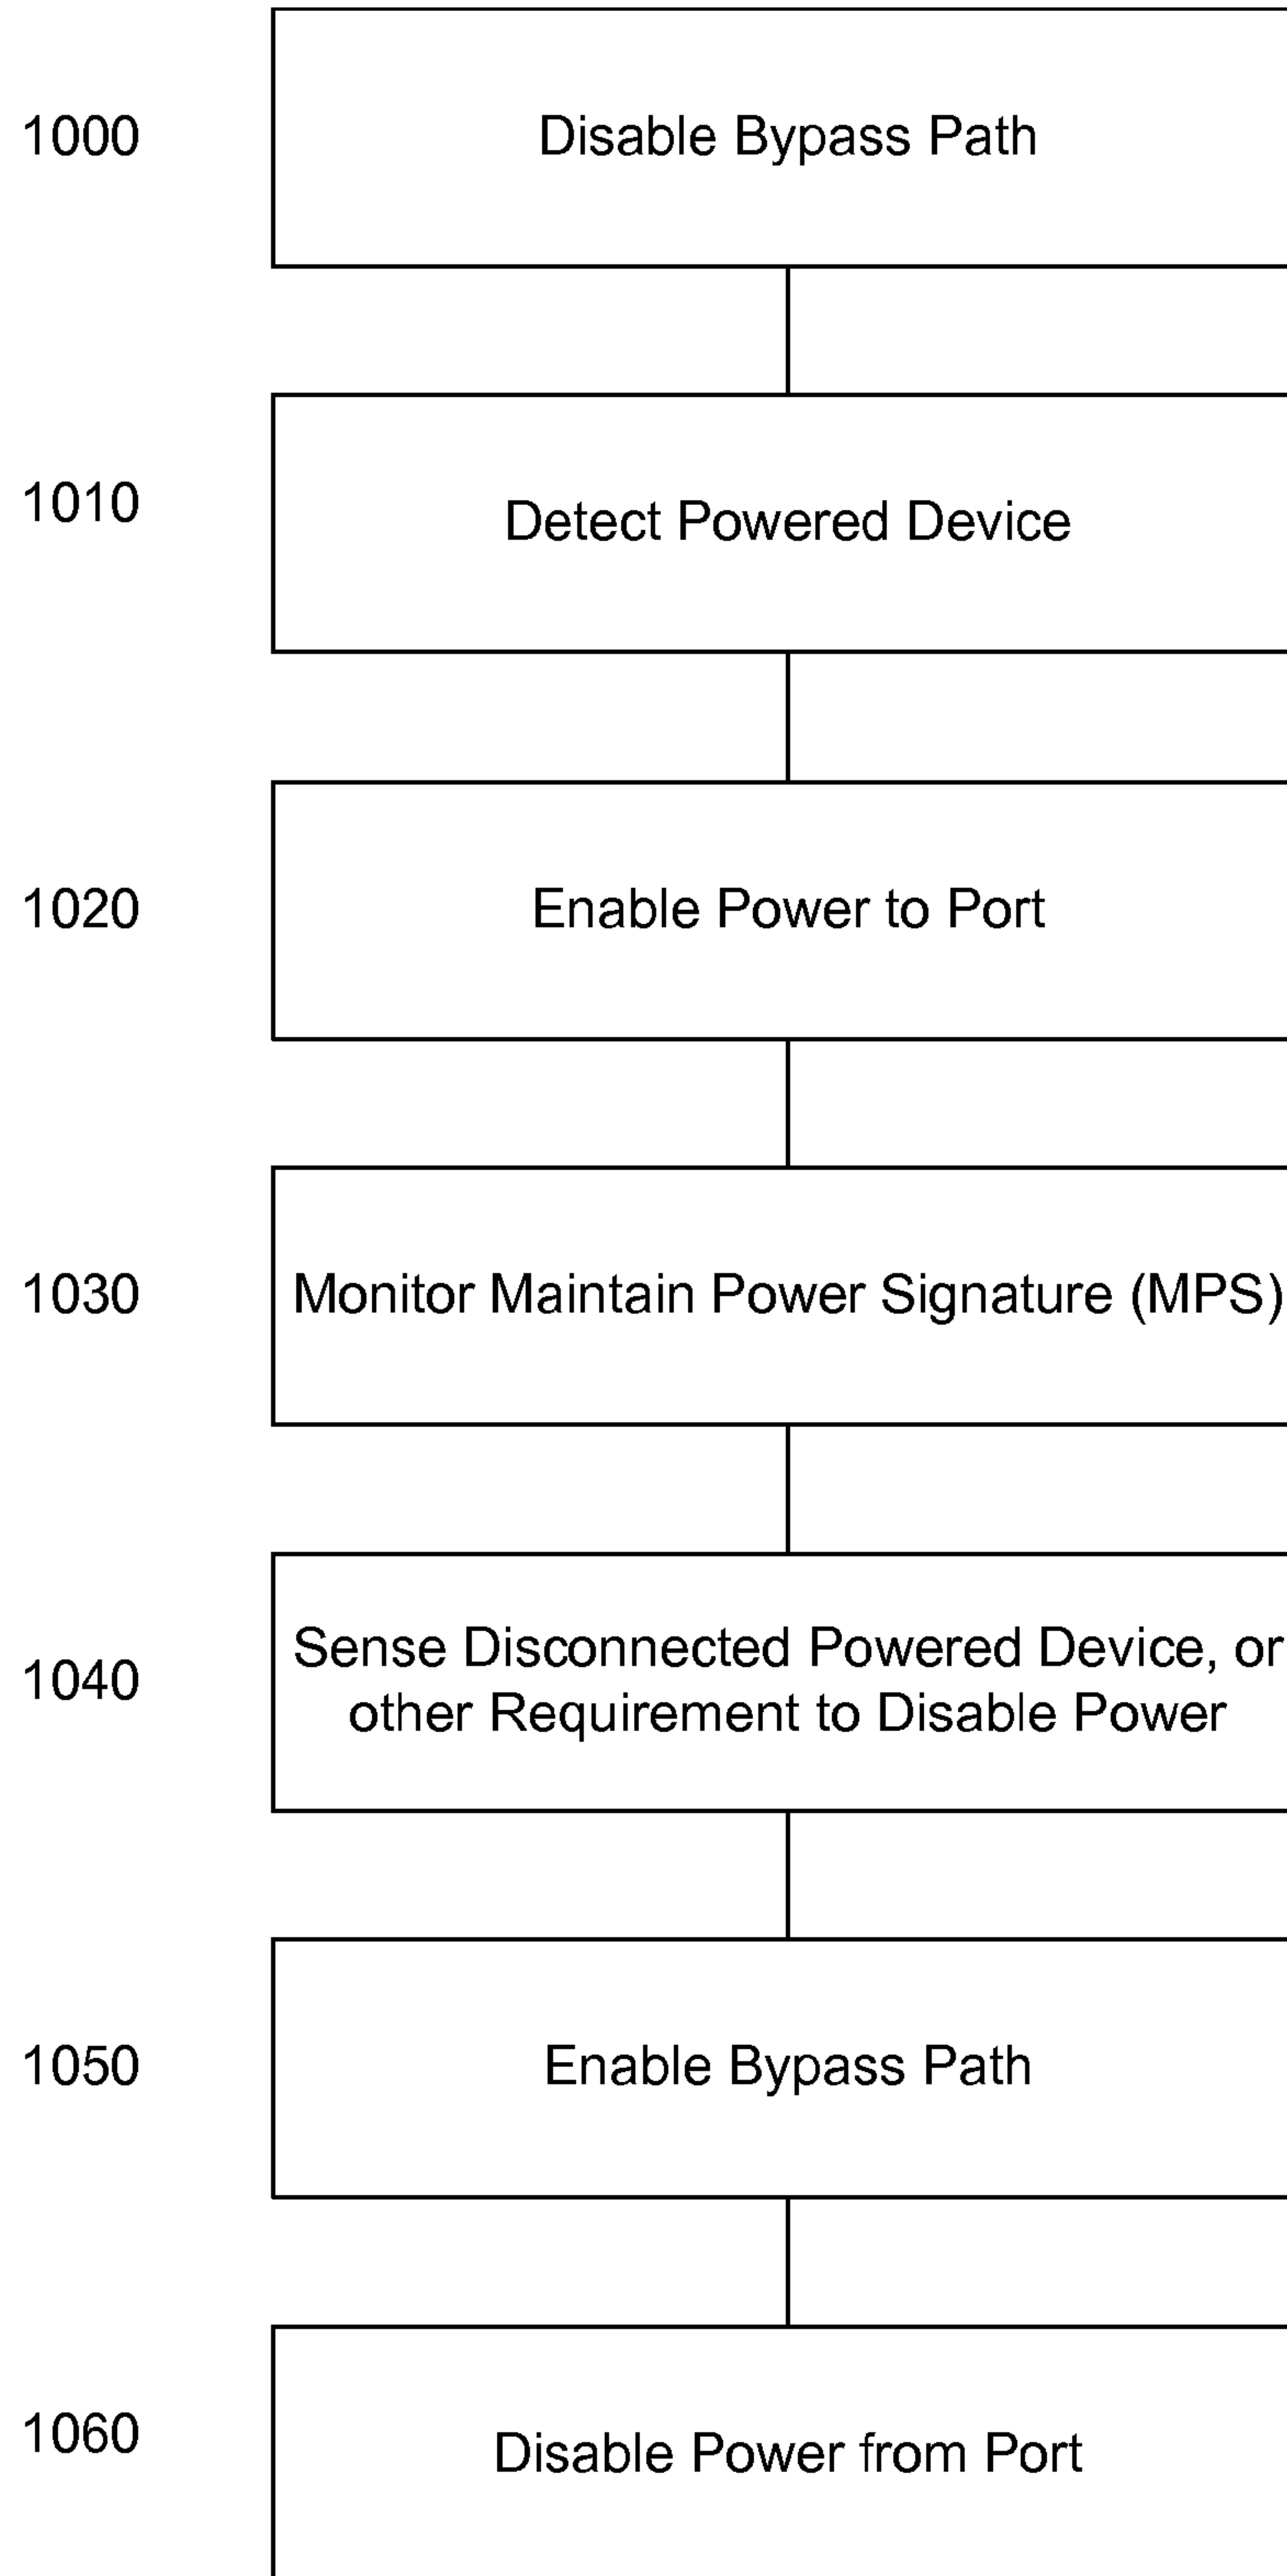 1000
Disable Bypass Path
1010
Detect Powered Device
1020
Enable Power to Port
1030
Monitor Maintain Power Signature (MPS)
1040
Sense Disconnected Powered Device, or
other Requirement to Disable Power
1050
Enable Bypass Path
1060
Disable Power from Port